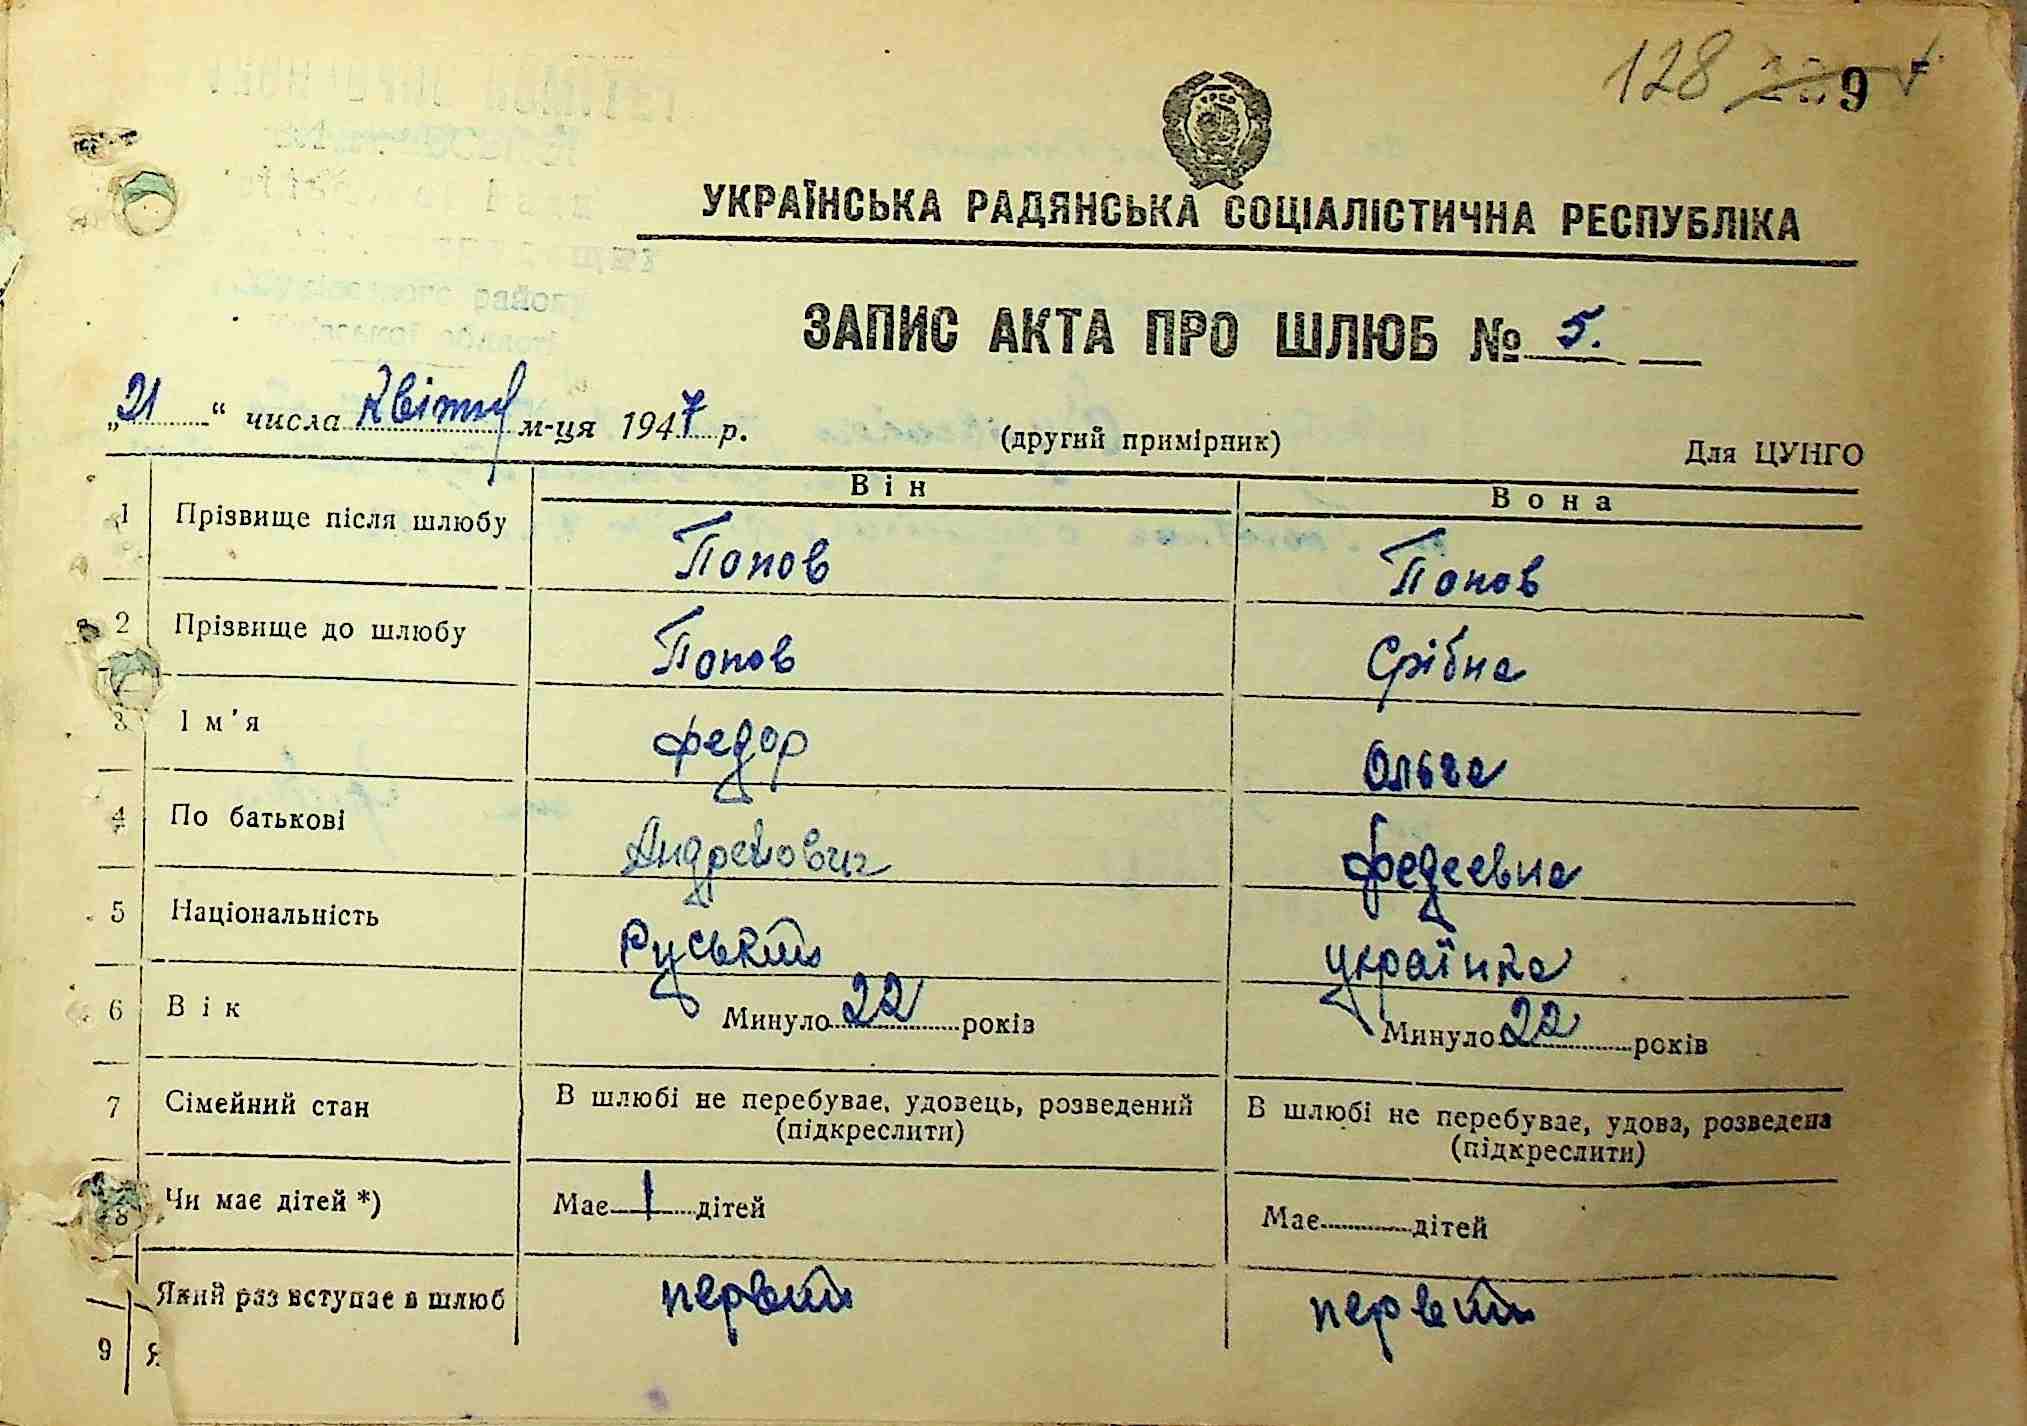 128 9
УКРАЇНСЬКА РАДЯНСЬКА СОЦІАЛІСТИЧНА РЕСПУБЛІКА
ЗАПИС АКТА ПРО ШЛЮБ № 5.
„21“ числа Квітня м-ця 1947 р. (другий примірник) Для ЦУНГО
Він Вона
1 Прізвище після шлюбу Попов Попов
2 Прізвище до шлюбу Попов Срібна
3 Ім'я Федор Ольга
4 По батькові Андрейович Федеевна
5 Національність Руський українка
6 Вік Минуло 22 років Минуло 22 років
7 Сімейний стан В шлюбі не перебуває, удовець, розведений В шлюбі не перебуває, удова, розведена
(підкреслити) (підкреслити)
8 Чи має дітей *) Має 1 дітей Має дітей
Який раз вступає в шлюб первий первий
9 Я